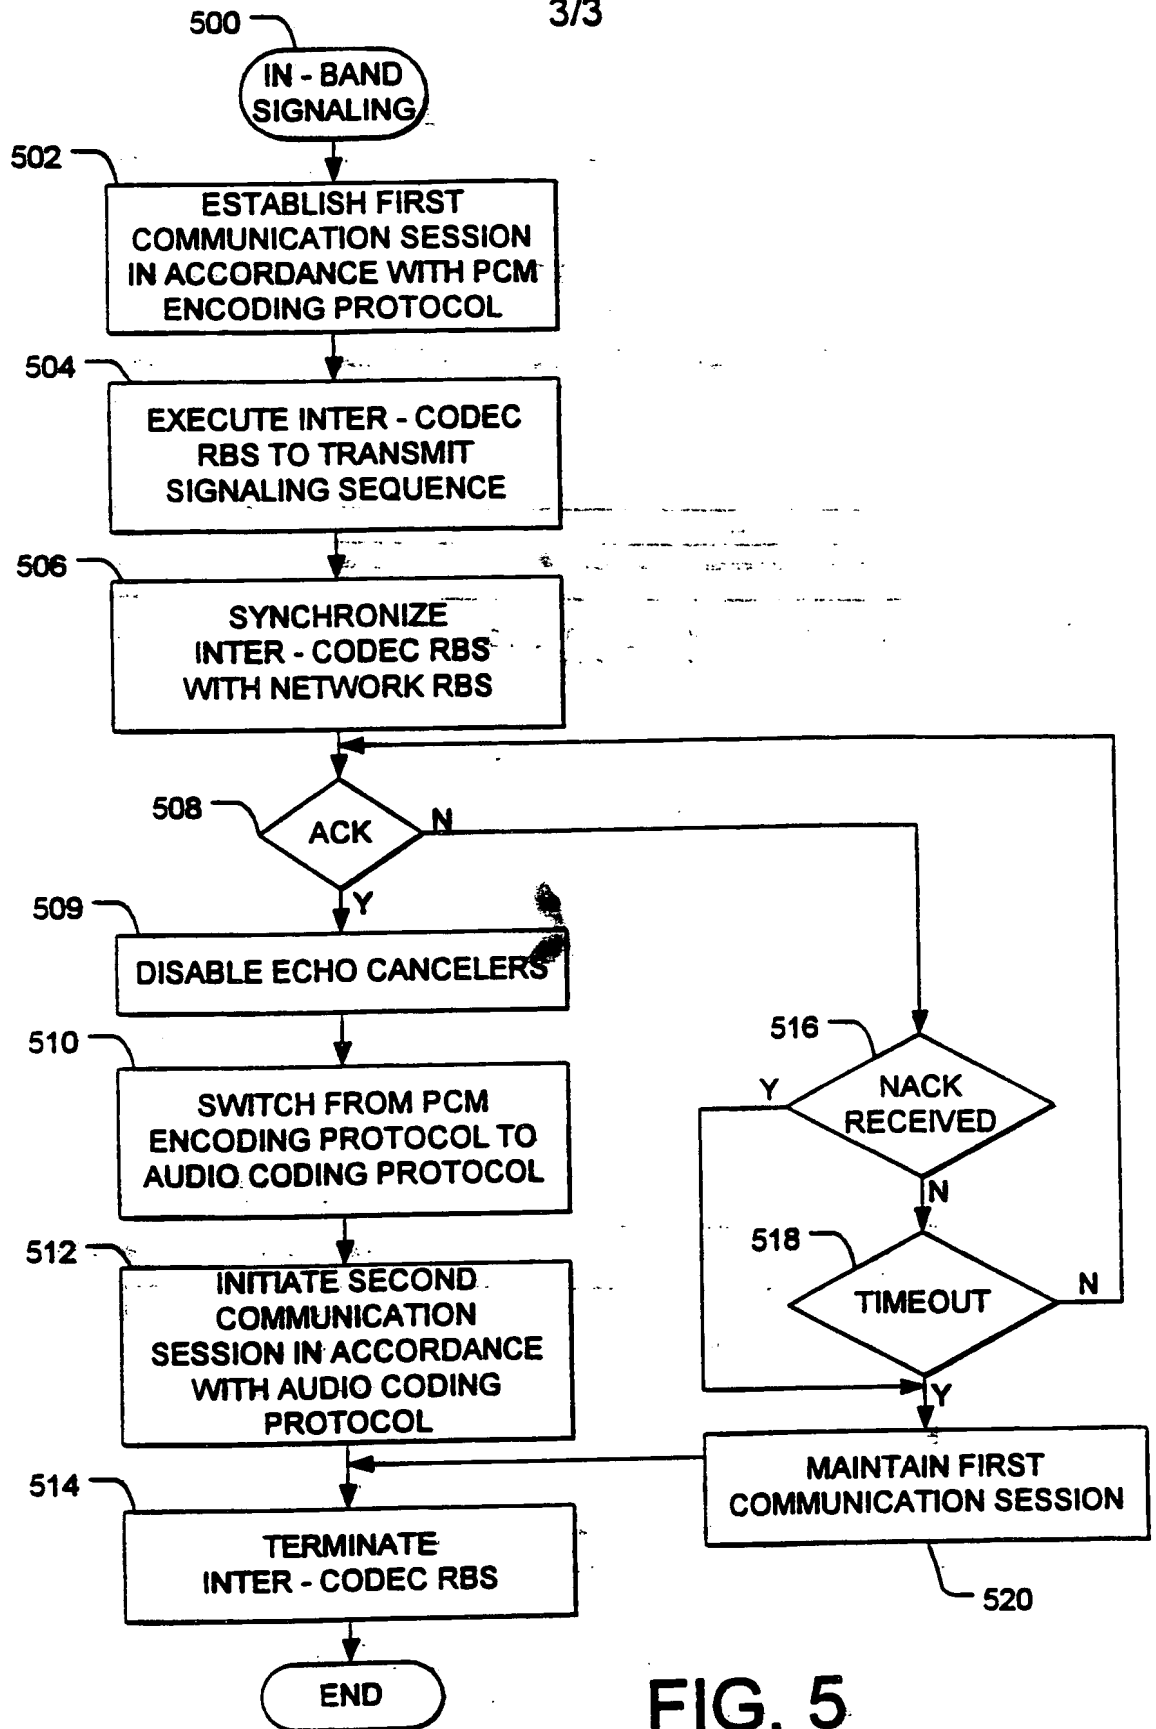 3/3
500
IN - BAND
SIGNALING
502
ESTABLISH FIRST
COMMUNICATION SESSION
IN ACCORDANCE WITH PCM
ENCODING PROTOCOL
504
EXECUTE INTER - CODEC
RBS TO TRANSMIT
SIGNALING SEQUENCE
506
SYNCHRONIZE
INTER - CODEC RBS
WITH NETWORK RBS
508
ACK
N
Y
509
DISABLE ECHO CANCELERS
510
SWITCH FROM PCM
ENCODING PROTOCOL TO
AUDIO CODING PROTOCOL
516
Y
NACK
RECEIVED
N
518
TIMEOUT
N
Y
512
INITIATE SECOND
COMMUNICATION
SESSION IN ACCORDANCE
WITH AUDIO CODING
PROTOCOL
MAINTAIN FIRST
COMMUNICATION SESSION
520
514
TERMINATE
INTER - CODEC RBS
END
FIG. 5